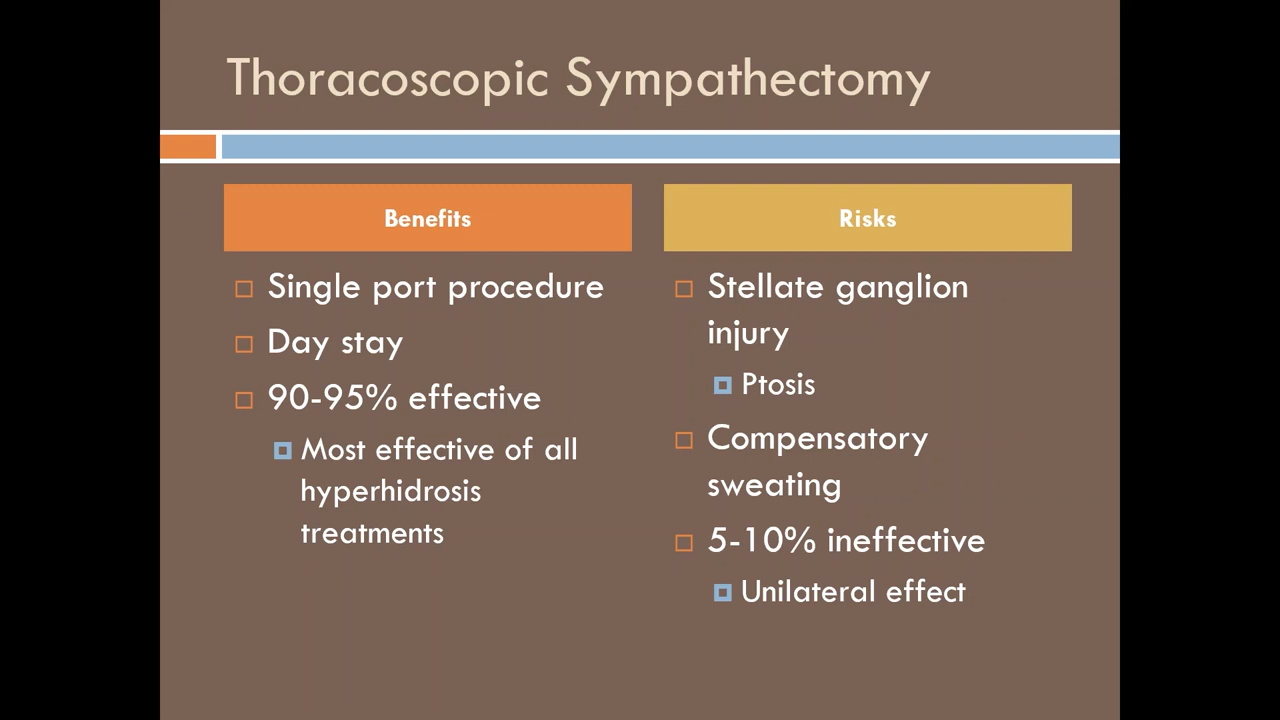 Thoracoscopic Sympathectomy
Benefits
Single port procedure
Day stay
90-95% effective
Most effective of all
hyperhidrosis
treatments
Risks
Stellate ganglion
injury
Ptosis
Compensatory
sweating
5-10% ineffective
Unilateral effect